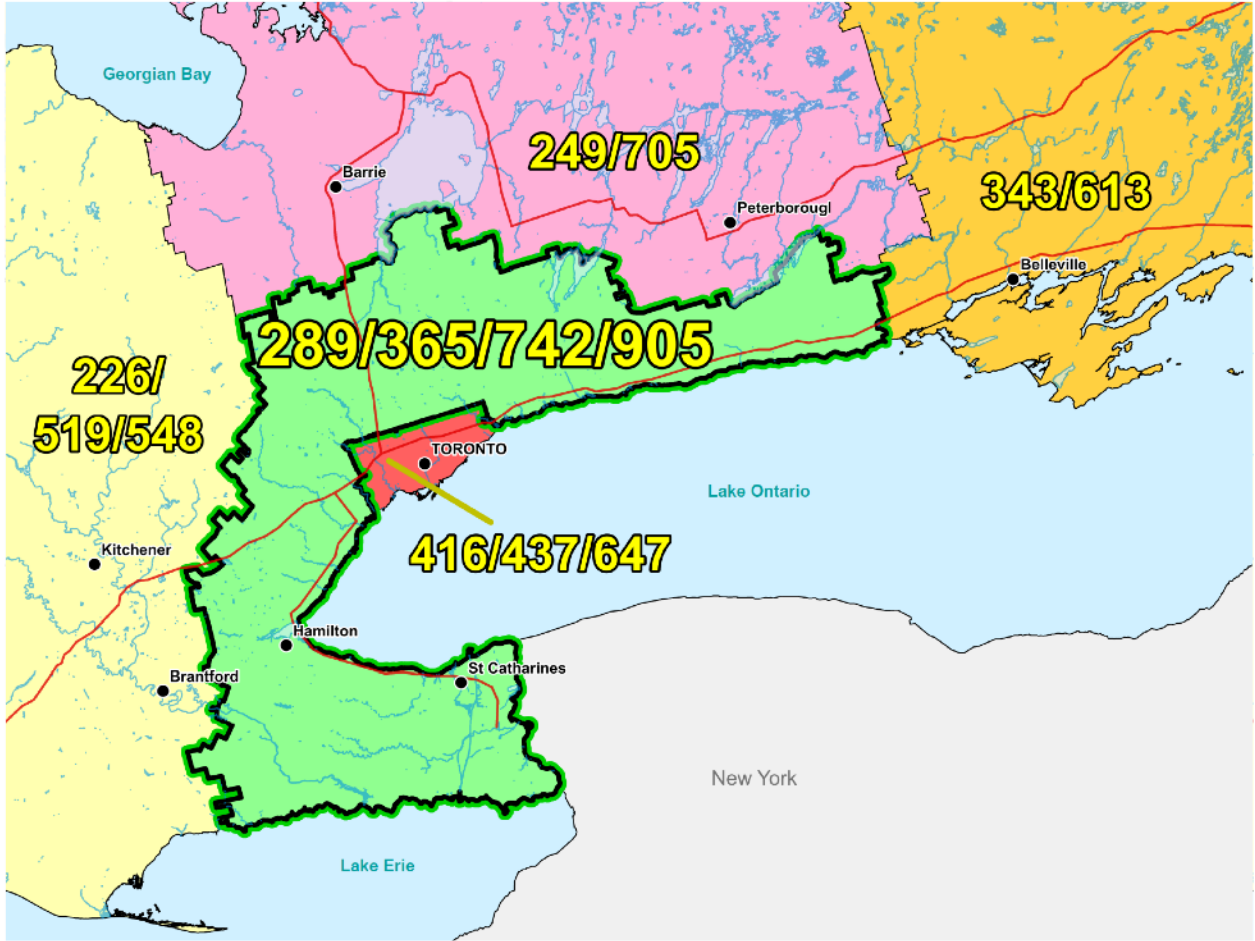 Georgian Bay
249/705
Barrie
343/613
Peterborougl
Belleville
289/365/742/905
226/
519/548
TORONTO
Lake Ontario
416/437/647
Kitchener
Hamilton
St Catharines
Brantford
New York
Lake Erie